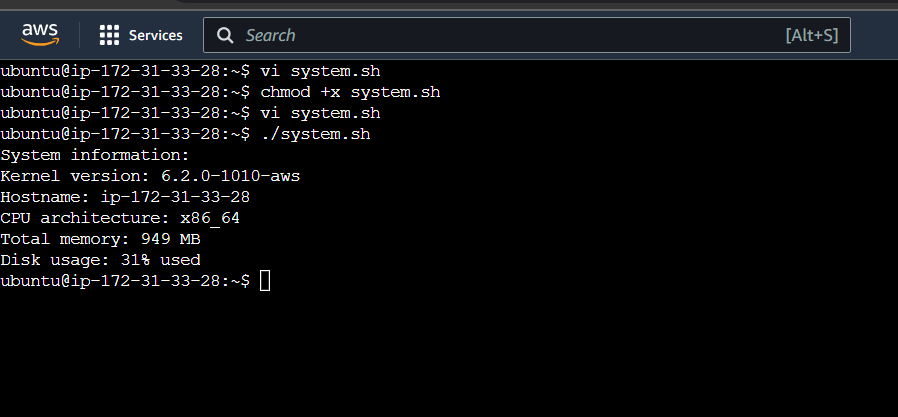 aws
Services
Search
[Alt+S]
ubuntu@ip-172-31-33-28:~$ vi system.sh
ubuntu@ip-172-31-33-28:~$ chmod +x system.sh
ubuntu@ip-172-31-33-28:~$ vi system.sh
ubuntu@ip-172-31-33-28:~$ ./system.sh
System information:
Kernel version: 6.2.0-1010-aws
Hostname: ip-172-31-33-28
CPU architecture: x86_64
Total memory: 949 MB
Disk usage: 31% used
ubuntu@ip-172-31-33-28:~$